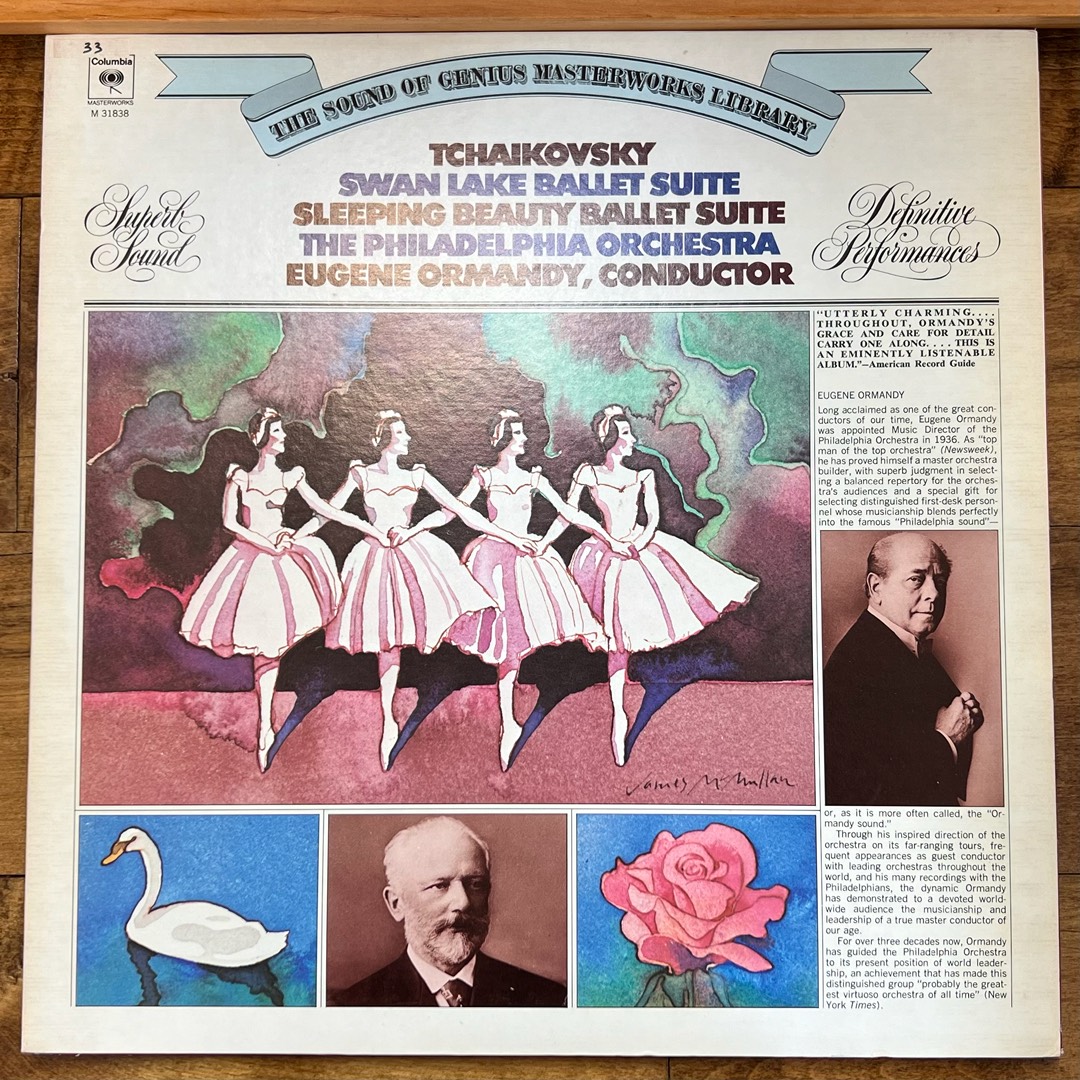 33
Columbia
MASTERWORKS
M 31838
THE SOUND OF GENIUS MASTERWORKS LIBRARY
TCHAIKOVSKY
SWAN LAKE BALLET SUITE
SLEEPING BEAUTY BALLET SUITE
THE PHILADELPHIA ORCHESTRA
EUGENE ORMANDY, CONDUCTOR
Superb
Sound
Definitive
Performances
"UTTERLY CHARMING....
THROUGHOUT, ORMANDY'S
GRACE AND CARE FOR DETAIL
CARRY ONE ALONG.... THIS IS
AN EMINENTLY LISTENABLE
ALBUM."—American Record Guide
EUGENE ORMANDY
Long acclaimed as one of the great con-
ductors of our time, Eugene Ormandy
was appointed Music Director of the
Philadelphia Orchestra in 1936. As "top
man of the top orchestra" (Newsweek),
he has proved himself a master orchestra
builder, with superb judgment in select-
ing a balanced repertory for the orches-
tra's audiences and a special gift for
selecting distinguished first-desk person-
nel whose musicianship blends perfectly
into the famous "Philadelphia sound"—
James McMullan
or, as it is more often called, the "Or-
mandy sound."
Through his inspired direction of the
orchestra on its far-ranging tours, fre-
quent appearances as guest conductor
with leading orchestras throughout the
world, and his many recordings with the
Philadelphians, the dynamic Ormandy
has demonstrated to a devoted world-
wide audience the musicianship and
leadership of a true master conductor of
our age.
For over three decades now, Ormandy
has guided the Philadelphia Orchestra
to its present position of world leader-
ship, an achievement that has made this
distinguished group "probably the great-
est virtuoso orchestra of all time" (New
York Times).